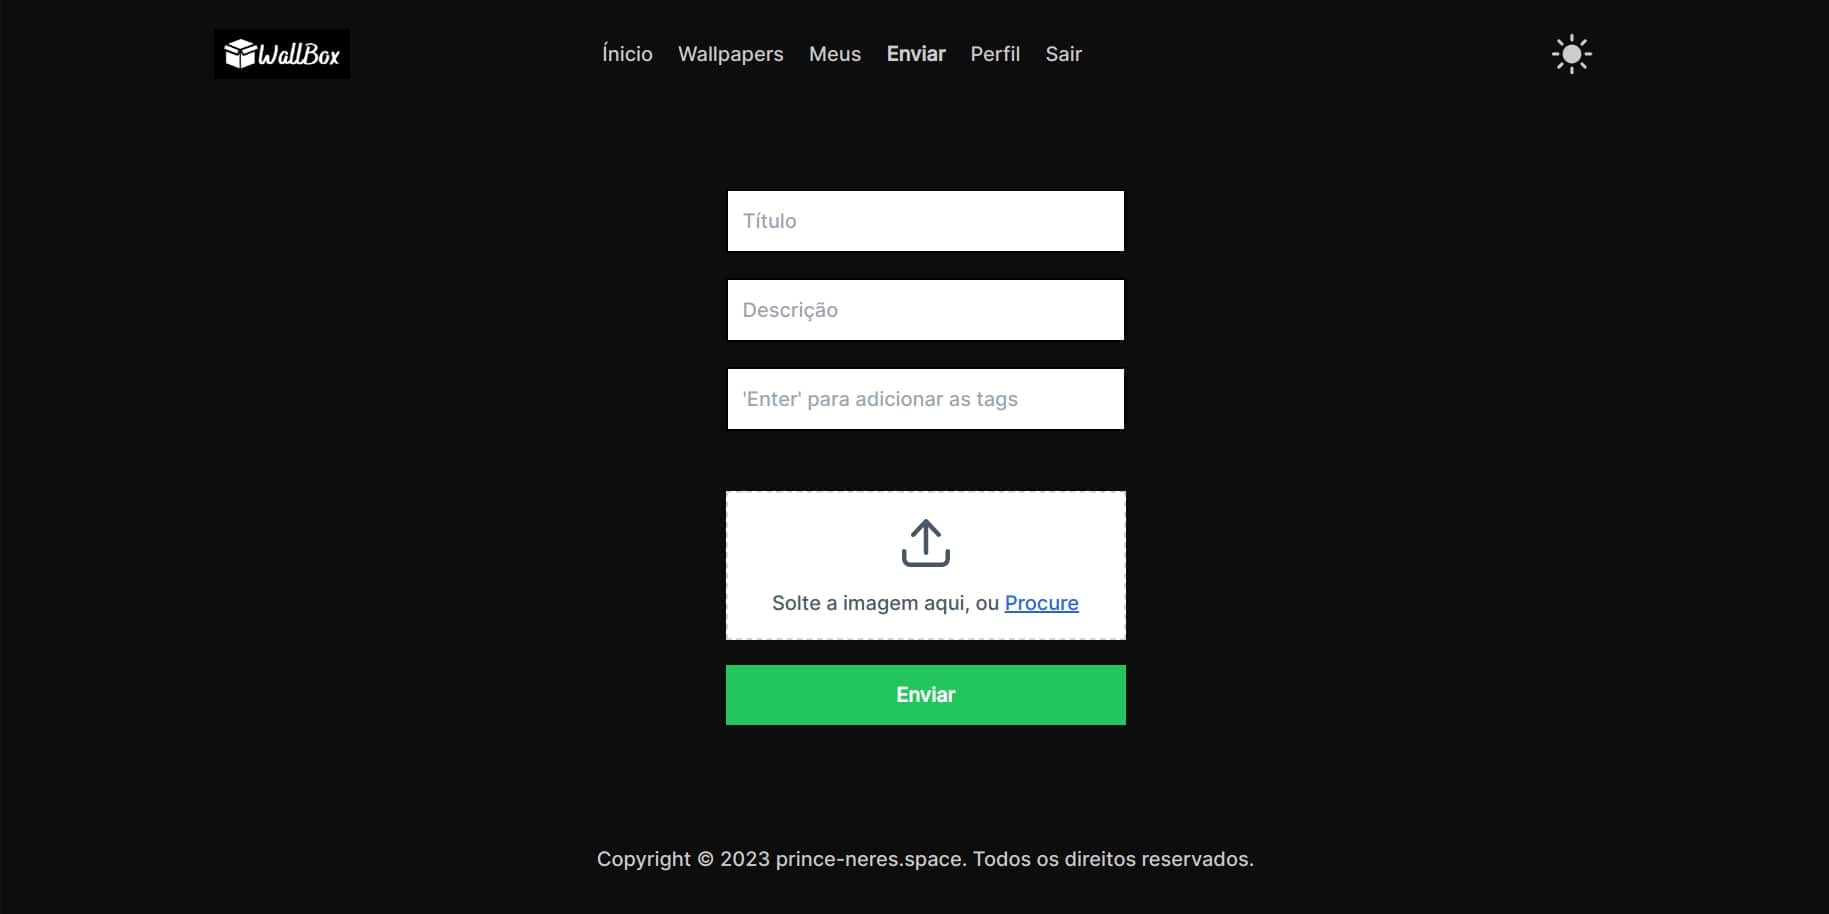 WallBox
Ínicio Wallpapers Meus Enviar Perfil Sair
Título
Descrição
'Enter' para adicionar as tags
Solte a imagem aqui, ou Procure
Enviar
Copyright © 2023 prince-neres.space. Todos os direitos reservados.